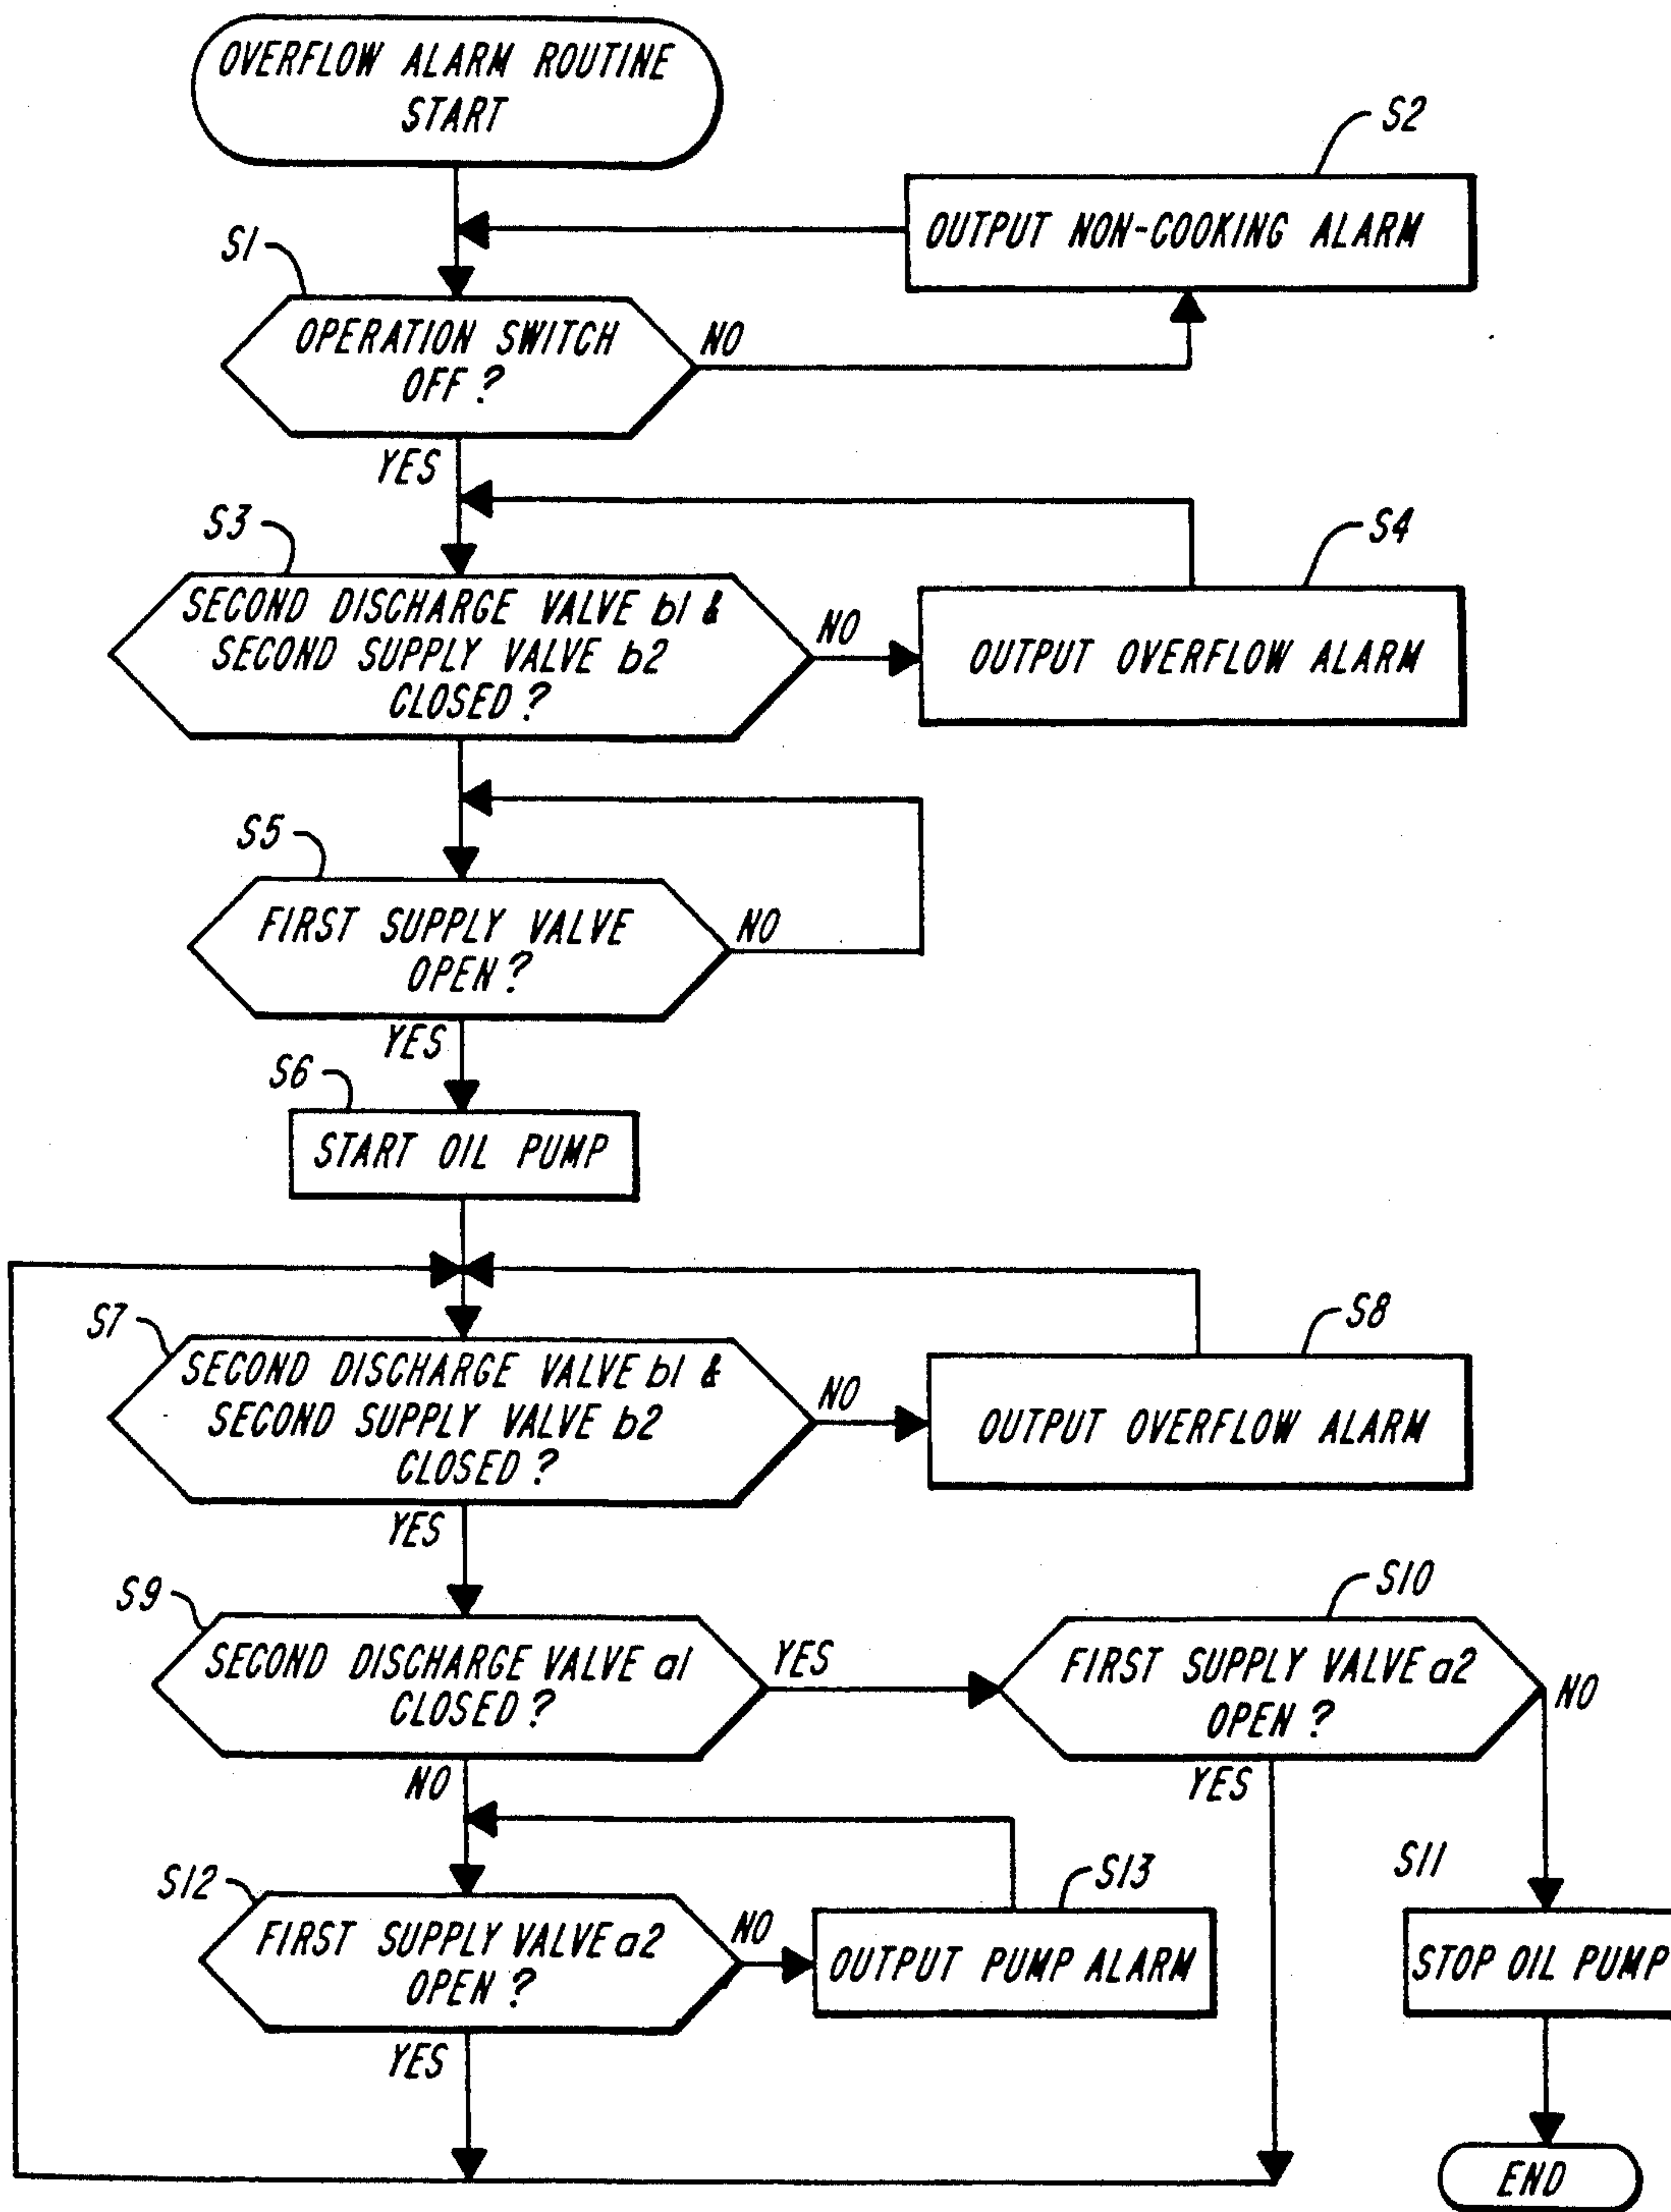 OVERFLOW ALARM ROUTINE
START
S2
OUTPUT NON-COOKING ALARM
S1
OPERATION SWITCH
OFF?
NO
YES
S3
SECOND DISCHARGE VALVE b1 &
SECOND SUPPLY VALVE b2
CLOSED?
NO
S4
OUTPUT OVERFLOW ALARM
S5
FIRST SUPPLY VALVE
OPEN?
NO
YES
S6
START OIL PUMP
S7
SECOND DISCHARGE VALVE b1 &
SECOND SUPPLY VALVE b2
CLOSED?
NO
S8
OUTPUT OVERFLOW ALARM
YES
S9
SECOND DISCHARGE VALVE a1
CLOSED?
YES
S10
FIRST SUPPLY VALVE a2
OPEN?
NO
NO
YES
S12
FIRST SUPPLY VALVE a2
OPEN?
NO
S13
OUTPUT PUMP ALARM
S11
STOP OIL PUMP
YES
END